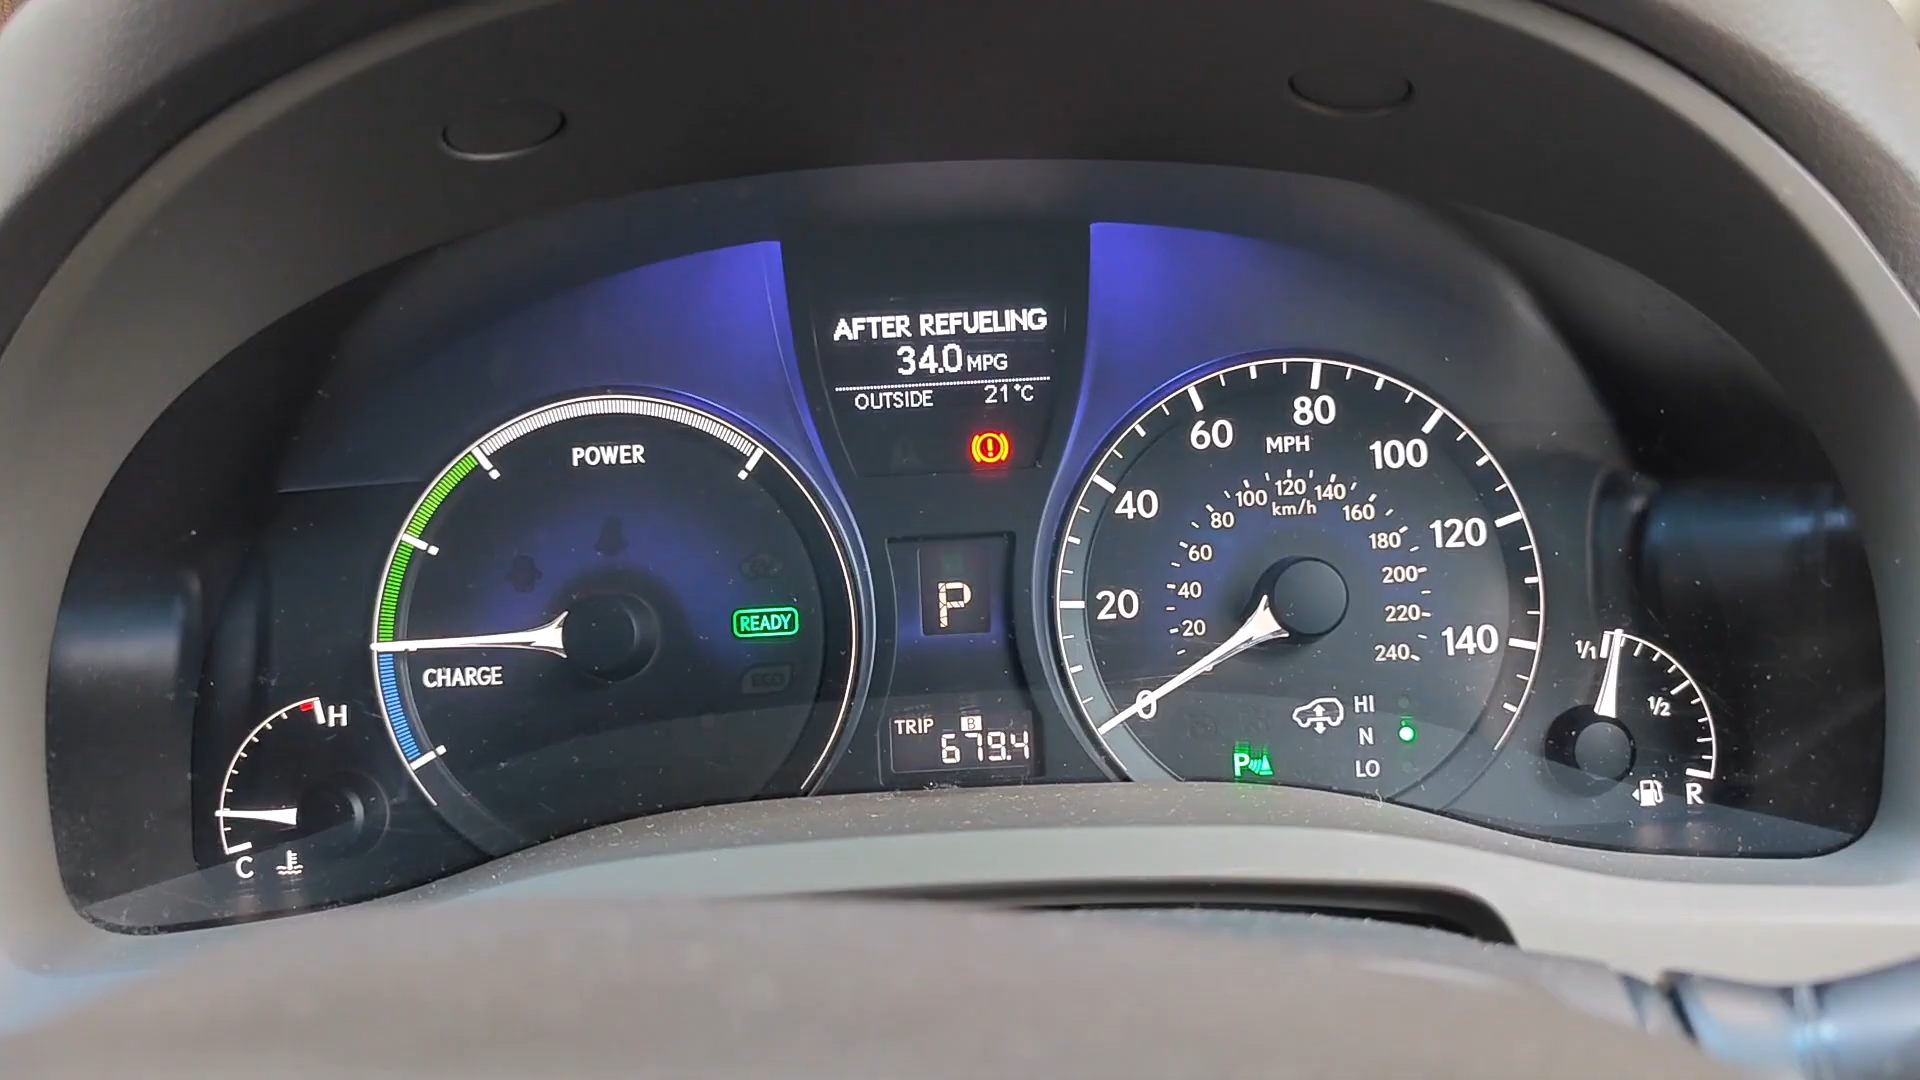 AFTER REFUELING
34.0 MPG
OUTSIDE 21°C
POWER
CHARGE
READY
ECO
H
C
P
TRIP B
679.4
MPH
0
20
40
60
80
100
120
140
km/h
20
40
60
80
100
120
140
160
180
200
220
240
HI
N
LO
P
1/1
1/2
R